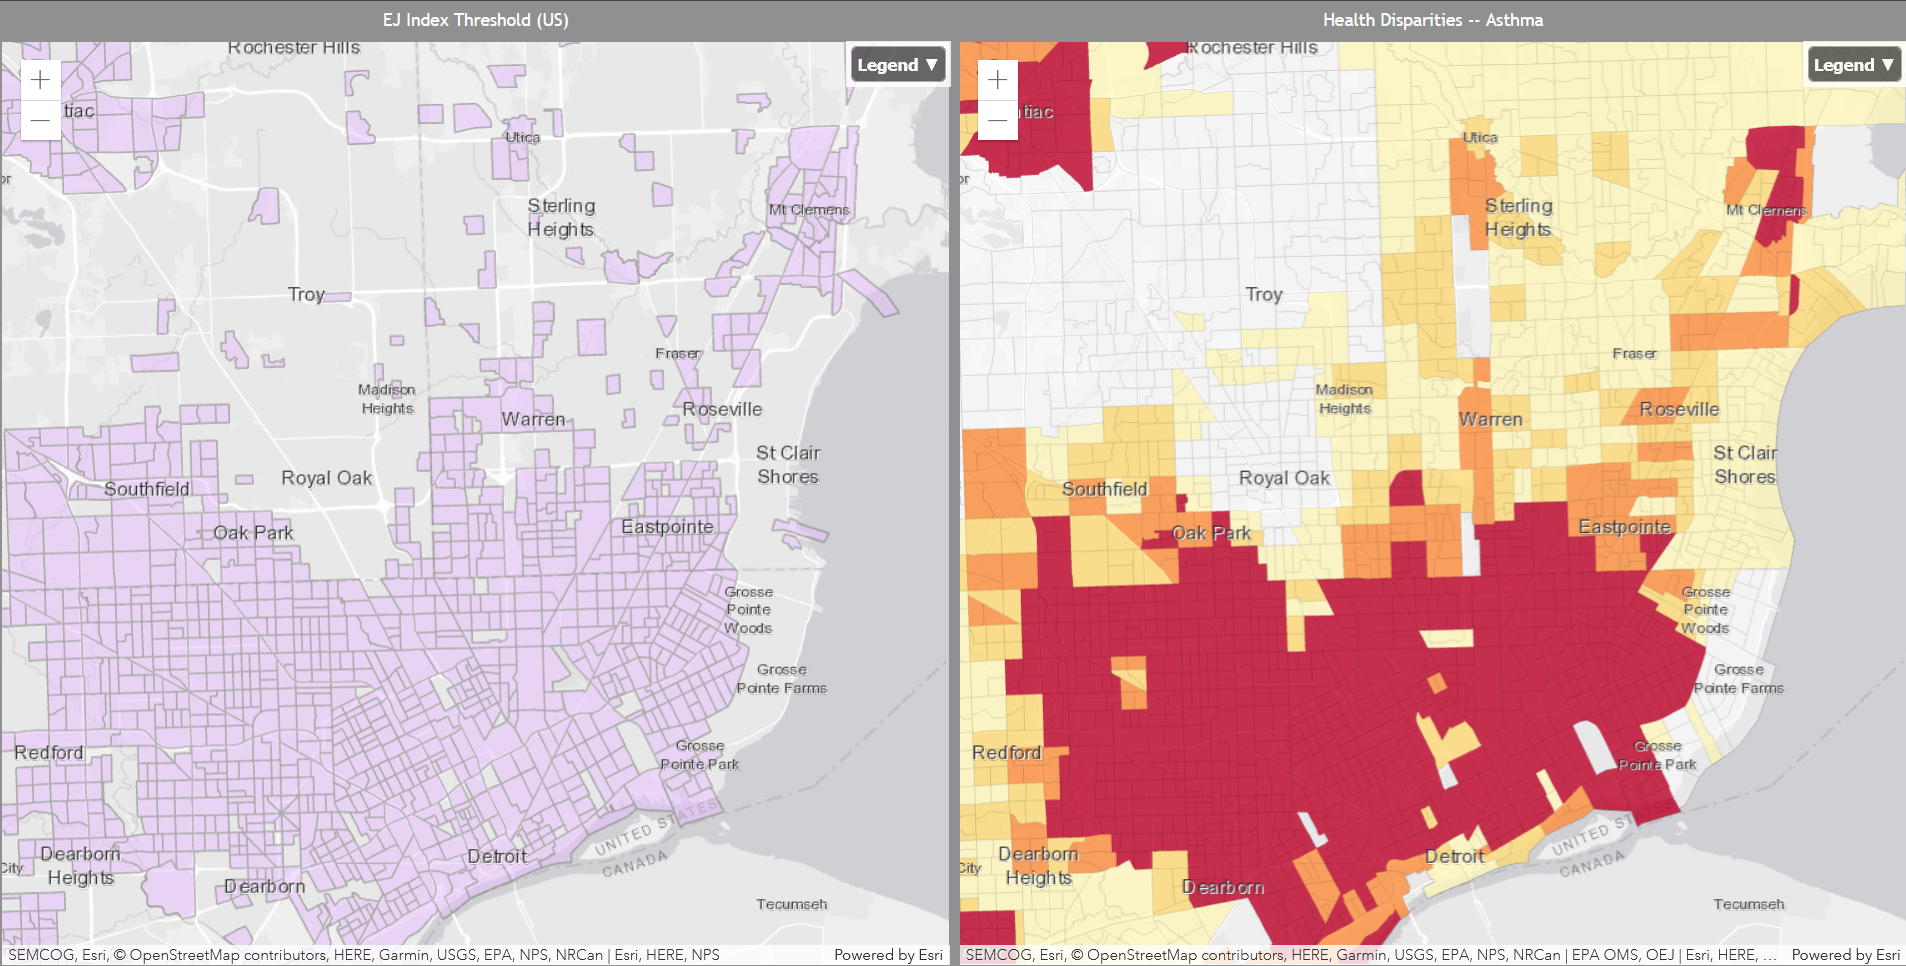 EJ Index Threshold (US)
Rochester Hills
Legend ▼
+
−
tiac
or
Utica
Sterling
Heights
Mt Clemens
Troy
Fraser
Madison
Heights
Warren
Roseville
St Clair
Shores
Royal Oak
Southfield
Oak Park
Eastpointe
Grosse
Pointe
Woods
Grosse
Pointe Farms
Redford
Grosse
Pointe Park
UNITED STATES
CANADA
Detroit
Dearborn
Heights
City
Dearborn
Tecumseh
SEMCOG, Esri, © OpenStreetMap contributors, HERE, Garmin, USGS, EPA, NPS, NRCan | Esri, HERE, NPS
Powered by Esri
Health Disparities -- Asthma
Rochester Hills
Legend ▼
+
−
tiac
or
Utica
Sterling
Heights
Mt Clemens
Troy
Fraser
Madison
Heights
Warren
Roseville
St Clair
Shores
Royal Oak
Southfield
Oak Park
Eastpointe
Grosse
Pointe
Woods
Grosse
Pointe Farms
Redford
Grosse
Pointe Park
UNITED STATES
CANADA
Detroit
Dearborn
Heights
City
Dearborn
Tecumseh
SEMCOG, Esri, © OpenStreetMap contributors, HERE, Garmin, USGS, EPA, NPS, NRCan | EPA OMS, OEJ | Esri, HERE, ...
Powered by Esri